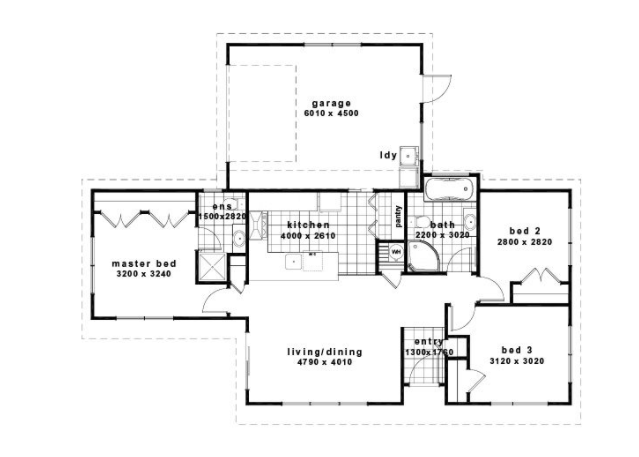 garage
6010 x 4500
ldy
ens
1500x2820
kitchen
4000 x 2610
pantry
bath
2200 x 3020
bed 2
2800 x 2820
master bed
3200 x 3240
WH
living/dining
4790 x 4010
entry
1300x1760
bed 3
3120 x 3020